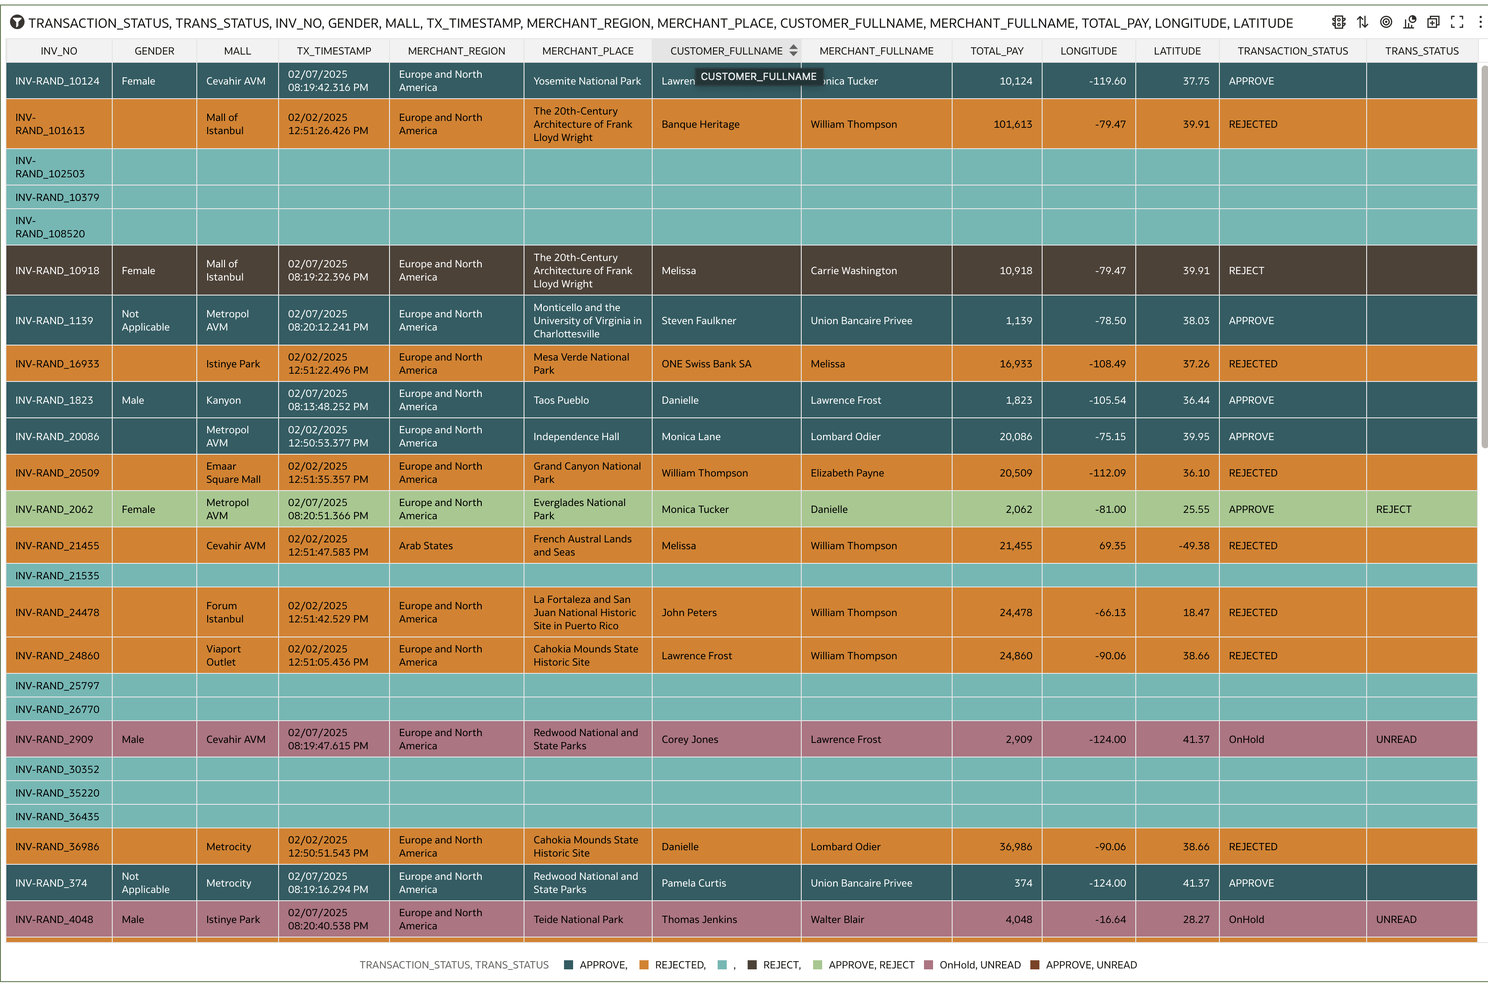 TRANSACTION_STATUS, TRANS_STATUS, INV_NO, GENDER, MALL, TX_TIMESTAMP, MERCHANT_REGION, MERCHANT_PLACE, CUSTOMER_FULLNAME, MERCHANT_FULLNAME, TOTAL_PAY, LONGITUDE, LATITUDE
INV_NO GENDER MALL TX_TIMESTAMP MERCHANT_REGION MERCHANT_PLACE CUSTOMER_FULLNAME MERCHANT_FULLNAME TOTAL_PAY LONGITUDE LATITUDE TRANSACTION_STATUS TRANS_STATUS
CUSTOMER_FULLNAME
INV-RAND_10124 Female Cevahir AVM 02/07/2025 08:19:42.316 PM Europe and North America Yosemite National Park Tucker 10,124 -119.60 37.75 APPROVE
INV-RAND_101613 Mall of Istanbul 02/02/2025 12:51:26.426 PM Europe and North America The 20th-Century Architecture of Frank Lloyd Wright Banque Heritage William Thompson 101,613 -79.47 39.91 REJECTED
INV-RAND_102503
INV-RAND_10379
INV-RAND_108520
INV-RAND_10918 Female Mall of Istanbul 02/07/2025 08:19:22.396 PM Europe and North America The 20th-Century Architecture of Frank Lloyd Wright Melissa Carrie Washington 10,918 -79.47 39.91 REJECT
INV-RAND_1139 Not Applicable Metropol AVM 02/07/2025 08:20:12.241 PM Europe and North America Monticello and the University of Virginia in Charlottesville Steven Faulkner Union Bancaire Privee 1,139 -78.50 38.03 APPROVE
INV-RAND_16933 Istinye Park 02/02/2025 12:51:22.496 PM Europe and North America Mesa Verde National Park ONE Swiss Bank SA Melissa 16,933 -108.49 37.26 REJECTED
INV-RAND_1823 Male Kanyon 02/07/2025 08:13:48.252 PM Europe and North America Taos Pueblo Danielle Lawrence Frost 1,823 -105.54 36.44 APPROVE
INV-RAND_20086 Metropol AVM 02/02/2025 12:50:53.377 PM Europe and North America Independence Hall Monica Lane Lombard Odier 20,086 -75.15 39.95 APPROVE
INV-RAND_20509 Emaar Square Mall 02/02/2025 12:51:35.357 PM Europe and North America Grand Canyon National Park William Thompson Elizabeth Payne 20,509 -112.09 36.10 REJECTED
INV-RAND_2062 Female Metropol AVM 02/07/2025 08:20:51.366 PM Europe and North America Everglades National Park Monica Tucker Danielle 2,062 -81.00 25.55 APPROVE REJECT
INV-RAND_21455 Cevahir AVM 02/02/2025 12:51:47.583 PM Arab States French Austral Lands and Seas Melissa William Thompson 21,455 69.35 -49.38 REJECTED
INV-RAND_21535
INV-RAND_24478 Forum Istanbul 02/02/2025 12:51:42.529 PM Europe and North America La Fortaleza and San Juan National Historic Site in Puerto Rico John Peters William Thompson 24,478 -66.13 18.47 REJECTED
INV-RAND_24860 Viaport Outlet 02/02/2025 12:51:05.436 PM Europe and North America Cahokia Mounds State Historic Site Lawrence Frost William Thompson 24,860 -90.06 38.66 REJECTED
INV-RAND_25797
INV-RAND_26770
INV-RAND_2909 Male Cevahir AVM 02/07/2025 08:19:47.615 PM Europe and North America Redwood National and State Parks Corey Jones Lawrence Frost 2,909 -124.00 41.37 OnHold UNREAD
INV-RAND_30352
INV-RAND_35220
INV-RAND_36435
INV-RAND_36986 Metrocity 02/02/2025 12:50:51.543 PM Europe and North America Cahokia Mounds State Historic Site Danielle Lombard Odier 36,986 -90.06 38.66 REJECTED
INV-RAND_374 Not Applicable Metrocity 02/07/2025 08:19:16.294 PM Europe and North America Redwood National and State Parks Pamela Curtis Union Bancaire Privee 374 -124.00 41.37 APPROVE
INV-RAND_4048 Male Istinye Park 02/07/2025 08:20:40.538 PM Europe and North America Teide National Park Thomas Jenkins Walter Blair 4,048 -16.64 28.27 OnHold UNREAD
TRANSACTION_STATUS, TRANS_STATUS APPROVE, REJECTED, , REJECT, APPROVE, REJECT OnHold, UNREAD APPROVE, UNREAD